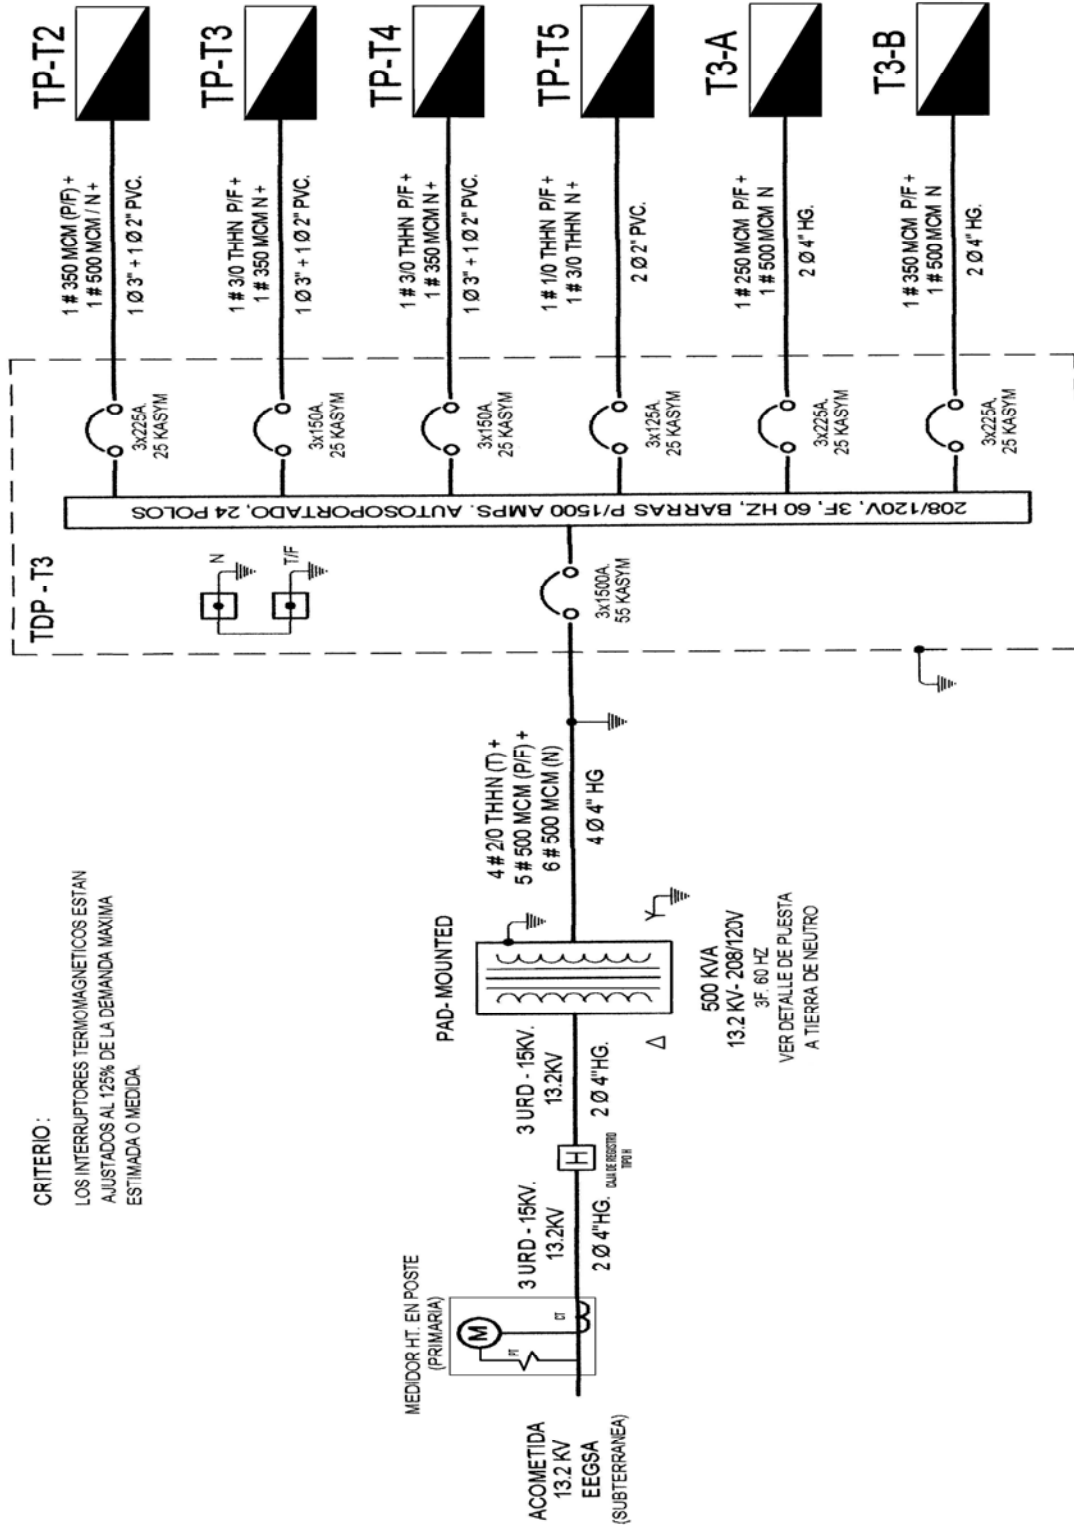 CRITERIO:
LOS INTERRUPTORES TERMOMAGNETICOS ESTAN
AJUSTADOS AL 125% DE LA DEMANDA MAXIMA
ESTIMADA O MEDIDA.
MEDIDOR HT. EN POSTE
(PRIMARIA)
M
PT
CT
ACOMETIDA
13.2 KV
EEGSA
(SUBTERRANEA)
3 URD - 15KV.
13.2KV
2 Ø 4"HG.
H
CAJA DE REGISTRO
TIPO H
3 URD - 15KV.
13.2KV
2 Ø 4"HG.
PAD- MOUNTED
Δ
Y
500 KVA
13.2 KV- 208/120V
3F. 60 HZ
VER DETALLE DE PUESTA
A TIERRA DE NEUTRO
4 # 2/0 THHN (T) +
5 # 500 MCM (P/F) +
6 # 500 MCM (N)
4 Ø 4" HG
TDP - T3
N
T/F
3x1500A.
55 KASYM
208/120V, 3F, 60 HZ, BARRAS P/1500 AMPS. AUTOSOPORTADO, 24 POLOS
3x225A.
25 KASYM
1 # 350 MCM (P/F) +
1 # 500 MCM / N +
1 Ø 3" + 1 Ø 2" PVC.
TP-T2
3x150A.
25 KASYM
1 # 3/0 THHN P/F +
1 # 350 MCM N +
1 Ø 3" + 1 Ø 2" PVC.
TP-T3
3x150A.
25 KASYM
1 # 3/0 THHN P/F +
1 # 350 MCM N +
1 Ø 3" + 1 Ø 2" PVC.
TP-T4
3x125A.
25 KASYM
1 # 1/0 THHN P/F +
1 # 3/0 THHN N +
2 Ø 2" PVC.
TP-T5
3x225A.
25 KASYM
1 # 250 MCM P/F +
1 # 500 MCM N
2 Ø 4" HG.
T3-A
3x225A.
25 KASYM
1 # 350 MCM P/F +
1 # 500 MCM N
2 Ø 4" HG.
T3-B